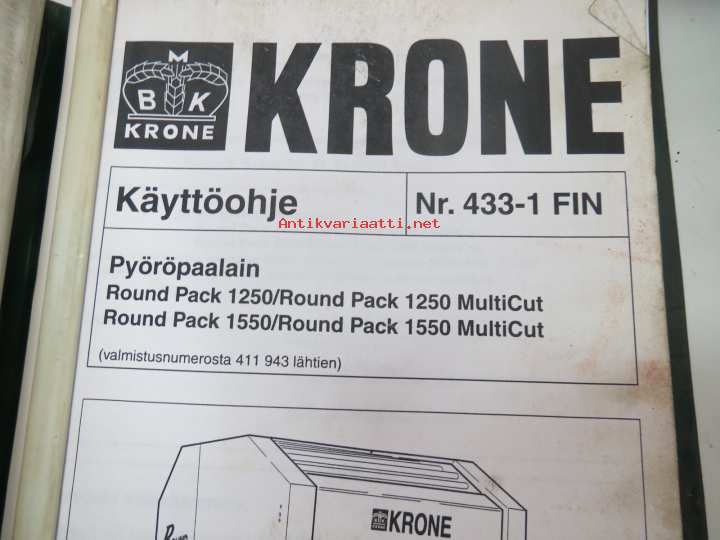 M
B K
KRONE
KRONE
Käyttöohje
Nr. 433-1 FIN
Antikvariaatti.net
Pyöröpaalain
Round Pack 1250/Round Pack 1250 MultiCut
Round Pack 1550/Round Pack 1550 MultiCut
(valmistusnumerosta 411 943 lähtien)
KRONE